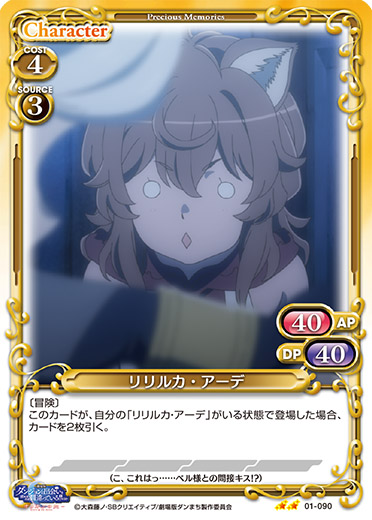 Precious Memories
Character
COST
4
SOURCE
3
40 AP
DP 40
リリルカ・アーデ
［冒険］
このカードが、自分の「リリルカ・アーデ」がいる状態で登場した場合、
カードを2枚引く。
(こ、これはっ……ベル様との間接キス!?)
©大森藤ノ・SBクリエイティブ/劇場版ダンまち製作委員会
01-090